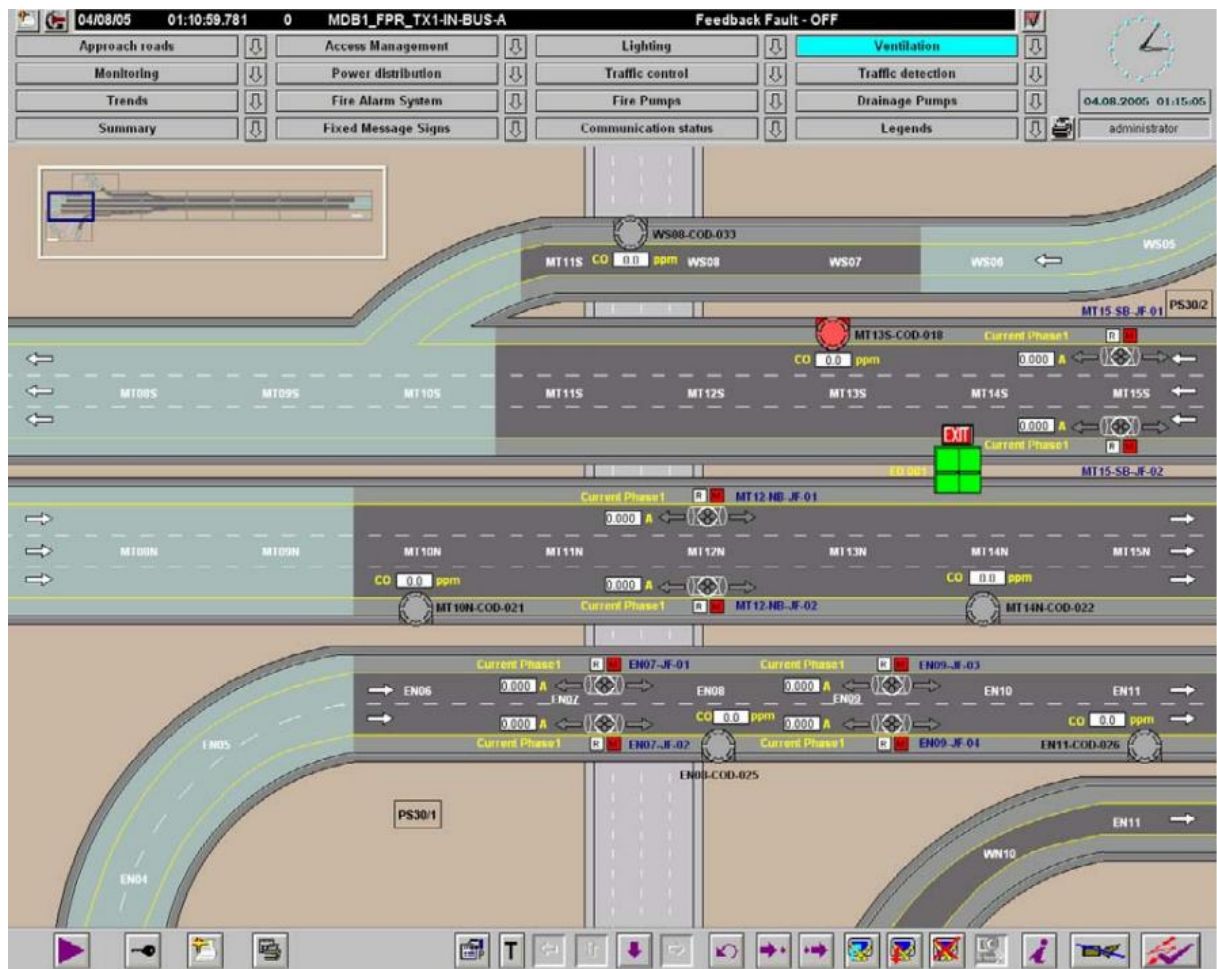 04/08/05 01:10:59.781 0 MDB1_FPR_TX1-IN-BUS-A Feedback Fault - OFF
Approach roads Access Management Lighting Ventilation
Monitoring Power distribution Traffic control Traffic detection
Trends Fire Alarm System Fire Pumps Drainage Pumps 04.08.2005 01:15:05
Summary Fixed Message Signs Communication status Legends administrator
WS08-COD-033
WS05
MT11S CO 0.0 ppm WS08 WS07 WS06
MT15-SB-JF-01 PS30/2
MT13S-COD-018 Current Phase1 R M
CO 0.0 ppm 0.000 A
MT08S MT09S MT10S MT11S MT12S MT13S MT14S MT15S
0.000 A
EXIT Current Phase1 R M
ED 001 MT15-SB-JF-02
Current Phase1 R M MT12-NB-JF-01
0.000 A
MT08N MT09N MT10N MT11N MT12N MT13N MT14N MT15N
CO 0.0 ppm 0.000 A CO 0.0 ppm
MT10N-COD-021 Current Phase1 R M MT12-NB-JF-02 MT14N-COD-022
Current Phase1 R M EN07-JF-01 Current Phase1 R M EN09-JF-03
EN06 0.000 A EN07 EN08 0.000 A EN09 EN10 EN11
0.000 A CO 0.0 ppm 0.000 A CO 0.0 ppm
EN05 Current Phase1 R M EN07-JF-02 Current Phase1 R M EN09-JF-04 EN11-COD-026
EN08-COD-025
PS30/1
EN11
WN10
EN04
T i